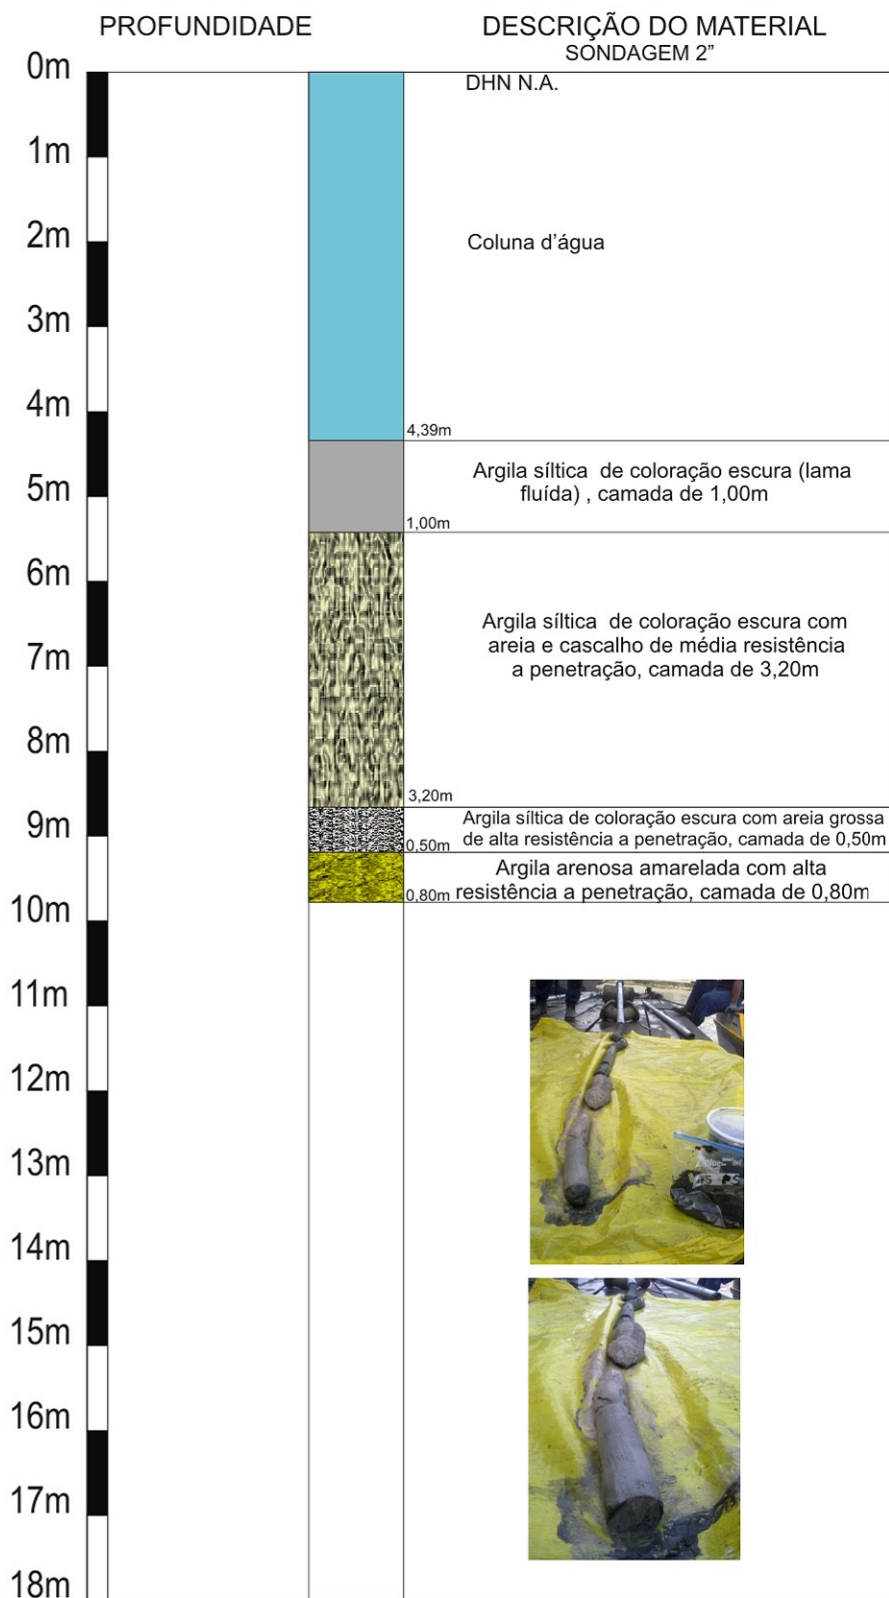 PROFUNDIDADE
DESCRIÇÃO DO MATERIAL
SONDAGEM 2”
0m
DHN N.A.
1m
2m
Coluna d’água
3m
4m
4,39m
Argila síltica de coloração escura (lama
fluída) , camada de 1,00m
5m
1,00m
6m
Argila síltica de coloração escura com
areia e cascalho de média resistência
a penetração, camada de 3,20m
7m
8m
3,20m
9m
Argila síltica de coloração escura com areia grossa
de alta resistência a penetração, camada de 0,50m
0,50m
Argila arenosa amarelada com alta
resistência a penetração, camada de 0,80m
0,80m
10m
11m
12m
13m
14m
15m
16m
17m
18m